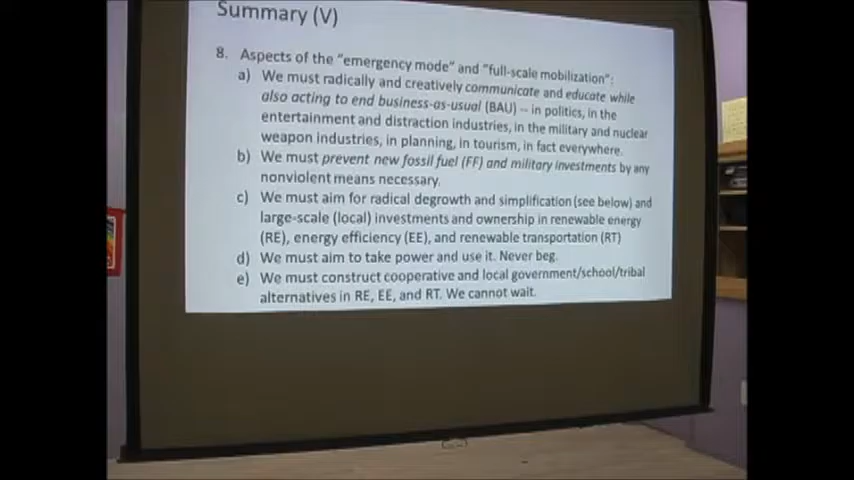 Summary (V)
8. Aspects of the "emergency mode" and "full-scale mobilization":
a) We must radically and creatively communicate and educate while
also acting to end business-as-usual (BAU) -- in politics, in the
entertainment and distraction industries, in the military and nuclear
weapon industries, in planning, in tourism, in fact everywhere.
b) We must prevent new fossil fuel (FF) and military investments by any
nonviolent means necessary.
c) We must aim for radical degrowth and simplification (see below) and
large-scale (local) investments and ownership in renewable energy
(RE), energy efficiency (EE), and renewable transportation (RT)
d) We must aim to take power and use it. Never beg.
e) We must construct cooperative and local government/school/tribal
alternatives in RE, EE, and RT. We cannot wait.